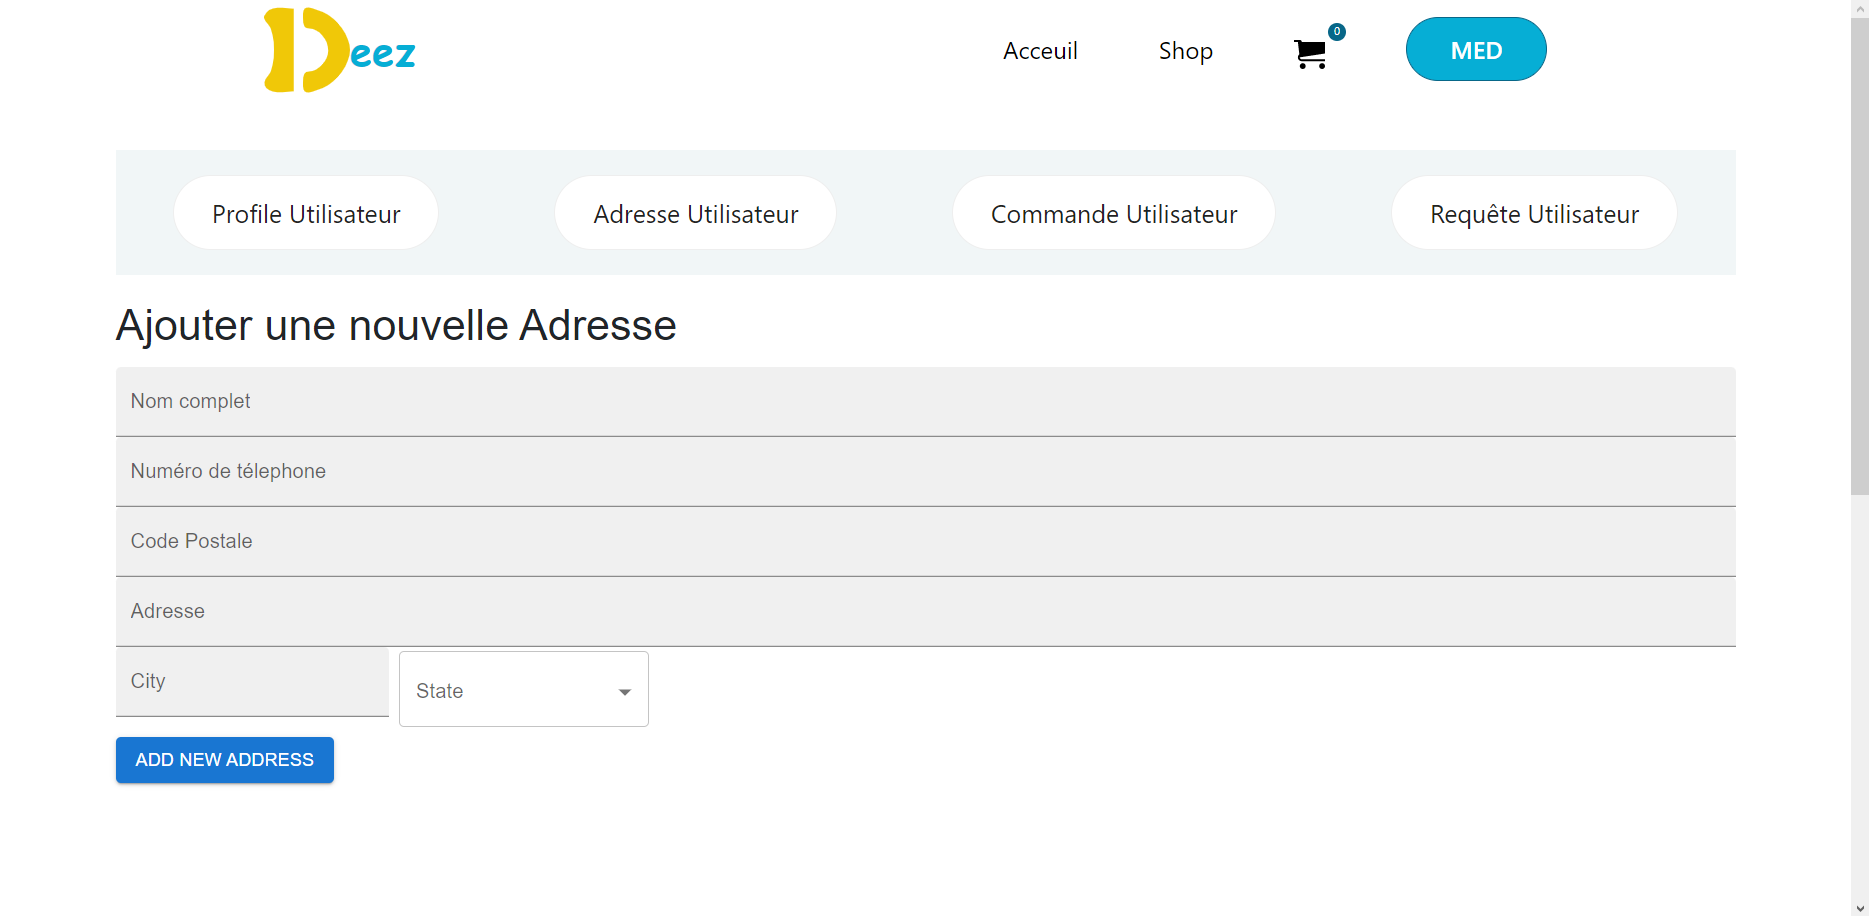 Deez
Acceuil
Shop
0
MED
Profile Utilisateur
Adresse Utilisateur
Commande Utilisateur
Requête Utilisateur
Ajouter une nouvelle Adresse
Nom complet
Numéro de télephone
Code Postale
Adresse
City
State
ADD NEW ADDRESS